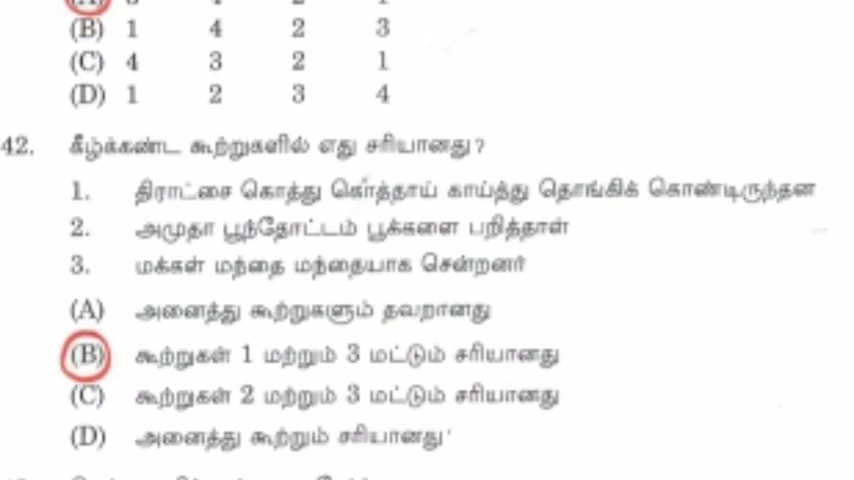 (B) 1 4 2 3
(C) 4 3 2 1
(D) 1 2 3 4
42. கீழ்க்கண்ட கூற்றுகளில் எது சரியானது?
1. திராட்சை கொத்து கொத்தாய் காய்த்து தொங்கிக் கொண்டிருந்தன
2. அமுதா பூந்தோட்டம் பூக்களை பறித்தாள்
3. மக்கள் மந்தை மந்தையாக சென்றனர்
(A) அனைத்து கூற்றுகளும் தவறானது
(B) கூற்றுகள் 1 மற்றும் 3 மட்டும் சரியானது
(C) கூற்றுகள் 2 மற்றும் 3 மட்டும் சரியானது
(D) அனைத்து கூற்றும் சரியானது